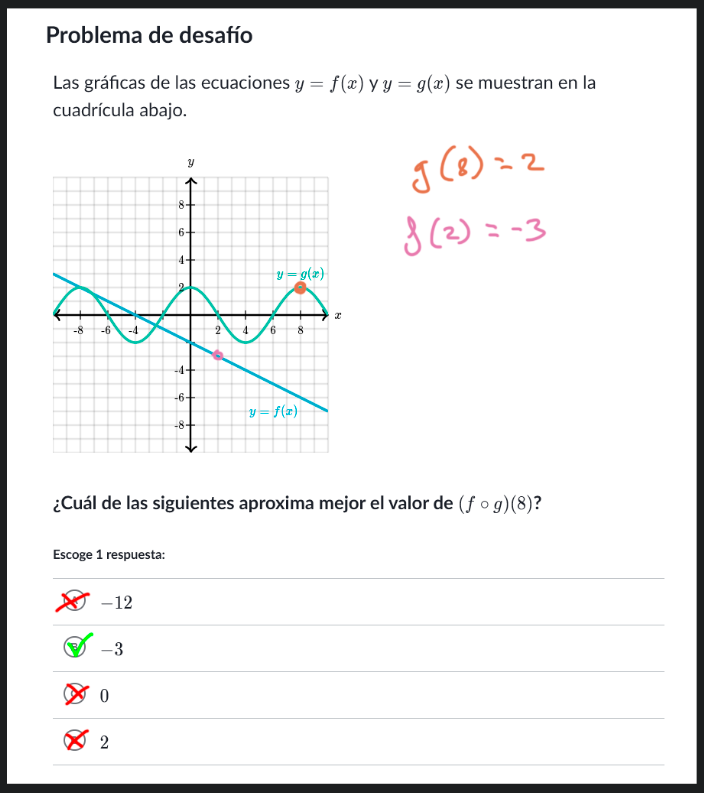 Problema de desafío
Las gráficas de las ecuaciones y = f(x) y y = g(x) se muestran en la
cuadrícula abajo.
g(8) = 2
f(2) = -3
y
8
6
4
2
y = g(x)
x
-8 -6 -4 2 4 6 8
-4
-6
-8
y = f(x)
¿Cuál de las siguientes aproxima mejor el valor de (f ∘ g)(8)?
Escoge 1 respuesta:
−12
−3
0
2